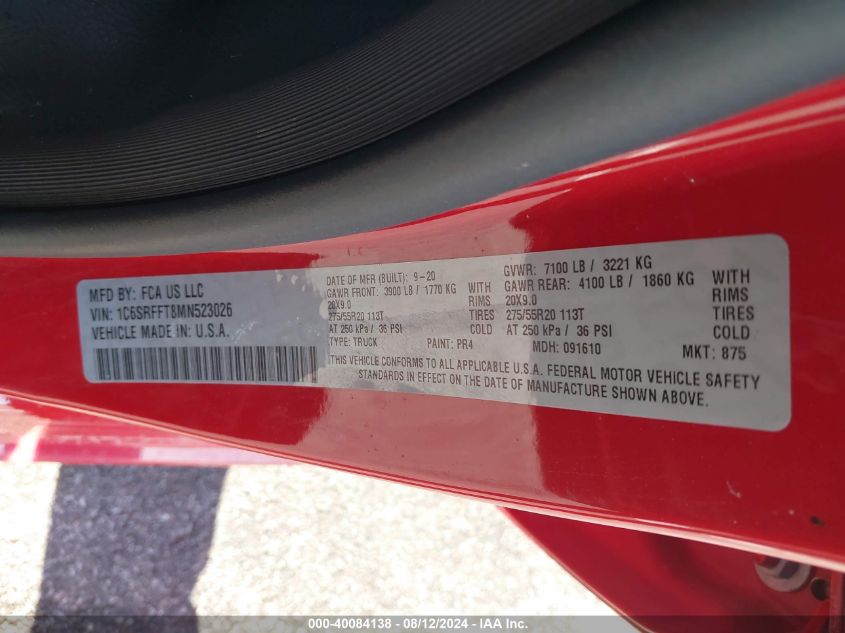 MFD BY: FCA US LLC
VIN: 1C6SRFFT8MN523026
VEHICLE MADE IN: U.S.A.
DATE OF MFR (BUILT): 9-20
GAWR FRONT: 3900 LB / 1770 KG WITH
20X9.0 RIMS
275/55R20 113T TIRES
AT 250 kPa / 36 PSI COLD
TYPE: TRUCK PAINT: PR4
GVWR: 7100 LB / 3221 KG
GAWR REAR: 4100 LB / 1860 KG WITH
20X9.0 RIMS
275/55R20 113T TIRES
AT 250 kPa / 36 PSI COLD
MDH: 091610 MKT: 875
THIS VEHICLE CONFORMS TO ALL APPLICABLE U.S.A. FEDERAL MOTOR VEHICLE SAFETY
STANDARDS IN EFFECT ON THE DATE OF MANUFACTURE SHOWN ABOVE.
000-40084138 - 08/12/2024 - IAA Inc.